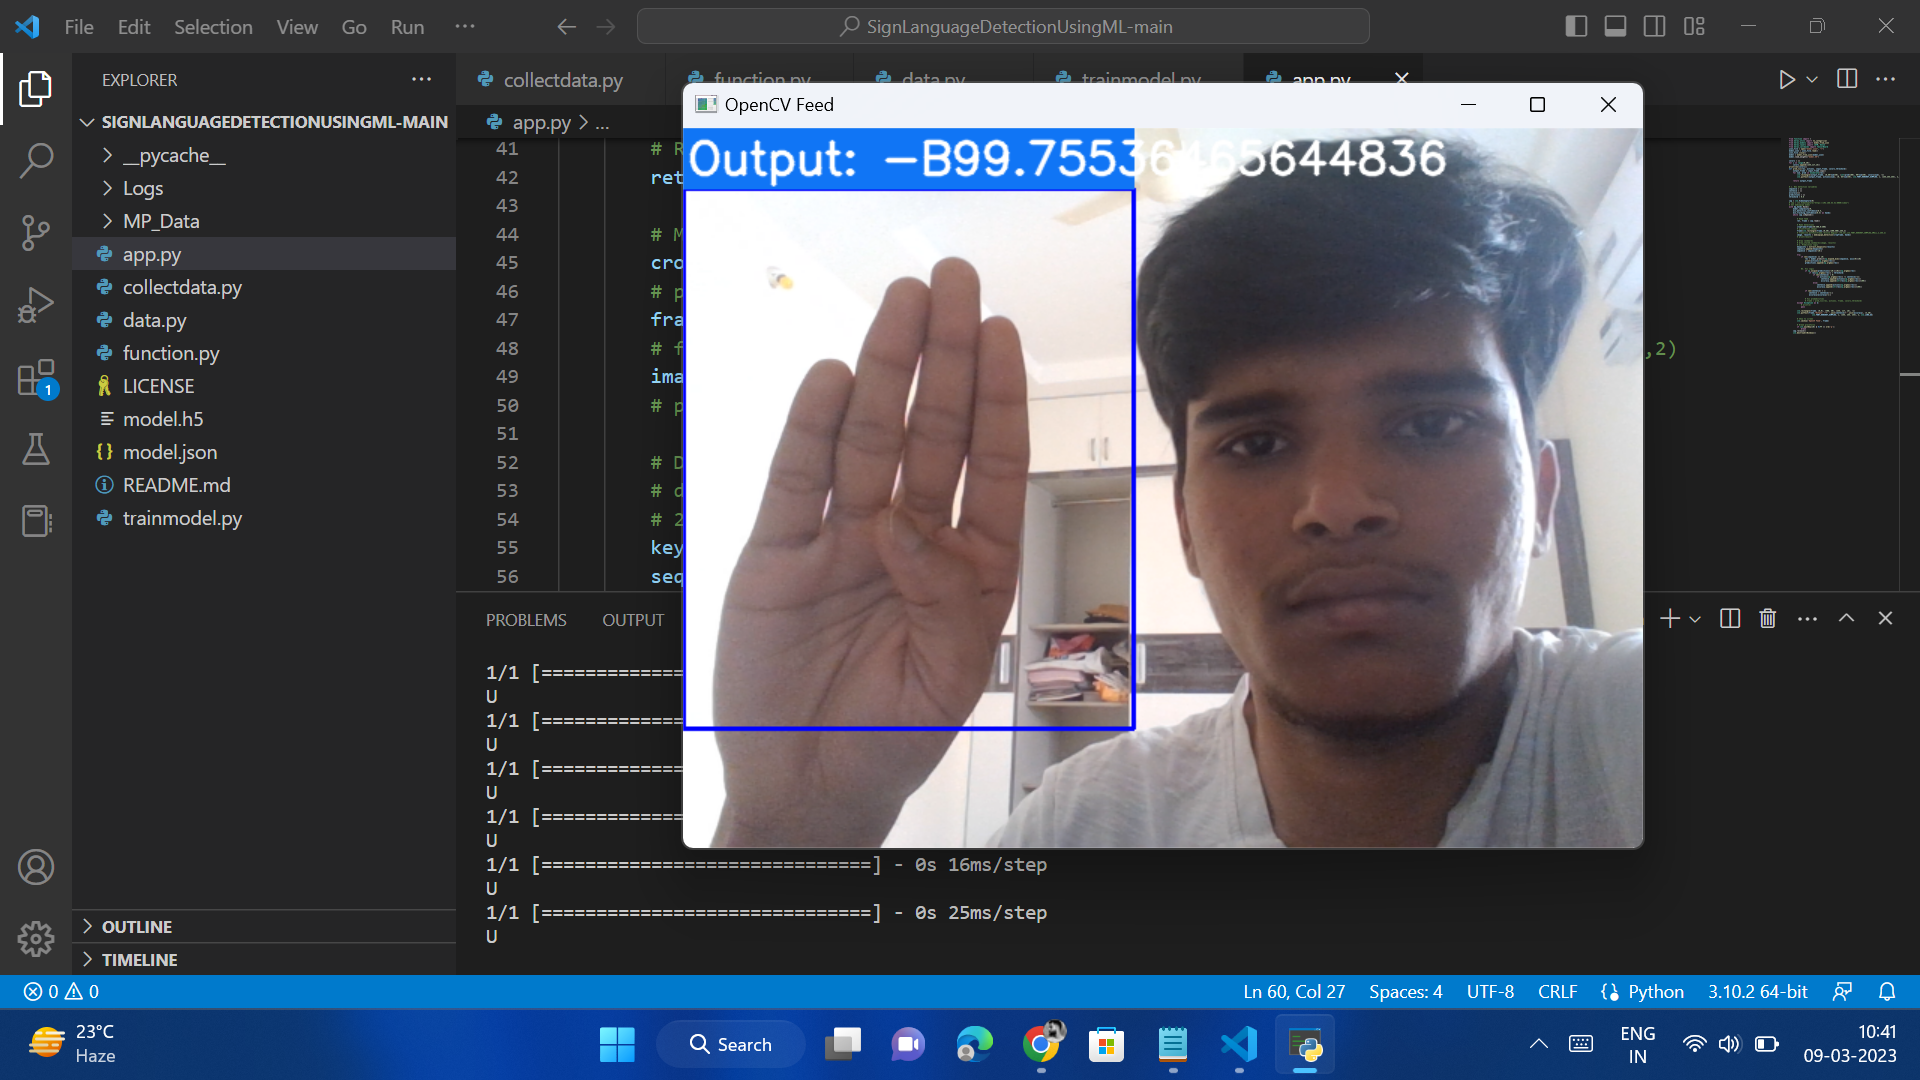 File Edit Selection View Go Run ...
SignLanguageDetectionUsingML-main
EXPLORER
SIGNLANGUAGEDETECTIONUSINGML-MAIN
__pycache__
Logs
MP_Data
app.py
collectdata.py
data.py
function.py
LICENSE
model.h5
model.json
README.md
trainmodel.py
OUTLINE
TIMELINE
collectdata.py function.py data.py trainmodel.py app.py
app.py > ...
41 # R
42 ret
43
44 # M
45 cro
46 # p
47 fra
48 # f ,2)
49 ima
50 # p
51
52 # D
53 # d
54 # 2
55 key
56 seq
OpenCV Feed
Output: -B99.75536465644836
PROBLEMS OUTPUT
1/1 [=============
U
1/1 [=============
U
1/1 [=============
U
1/1 [=============
U
1/1 [==============================] - 0s 16ms/step
U
1/1 [==============================] - 0s 25ms/step
U
1
0 0
Ln 60, Col 27 Spaces: 4 UTF-8 CRLF Python 3.10.2 64-bit
23°C
Haze
Search
ENG
IN
10:41
09-03-2023